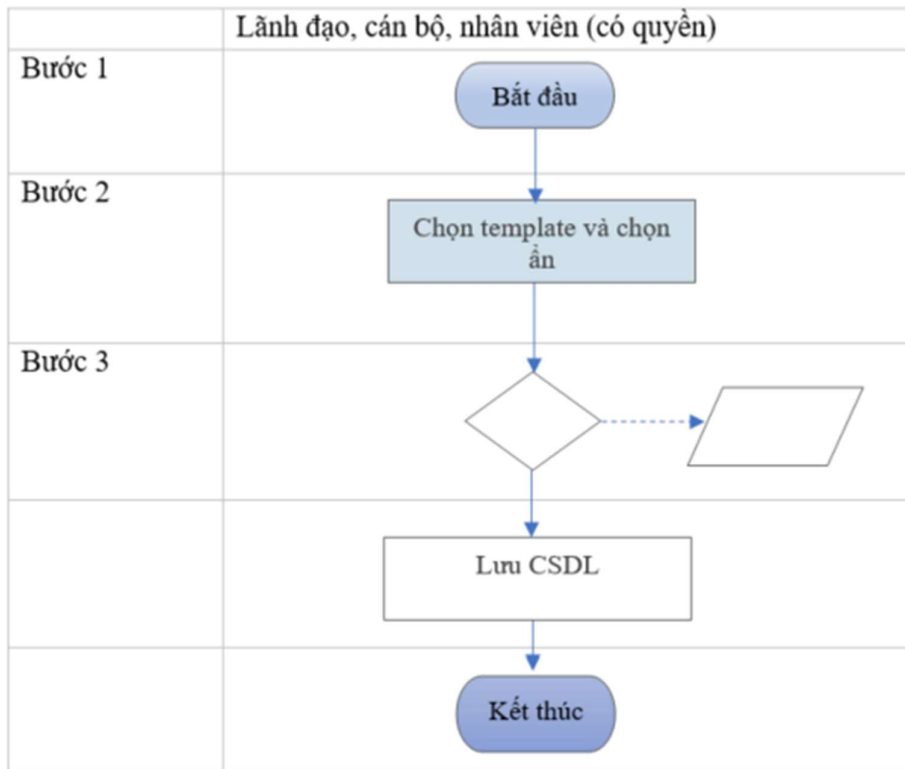 Lãnh đạo, cán bộ, nhân viên (có quyền)
Bước 1
Bắt đầu
Bước 2
Chọn template và chọn
ẩn
Bước 3
Lưu CSDL
Kết thúc